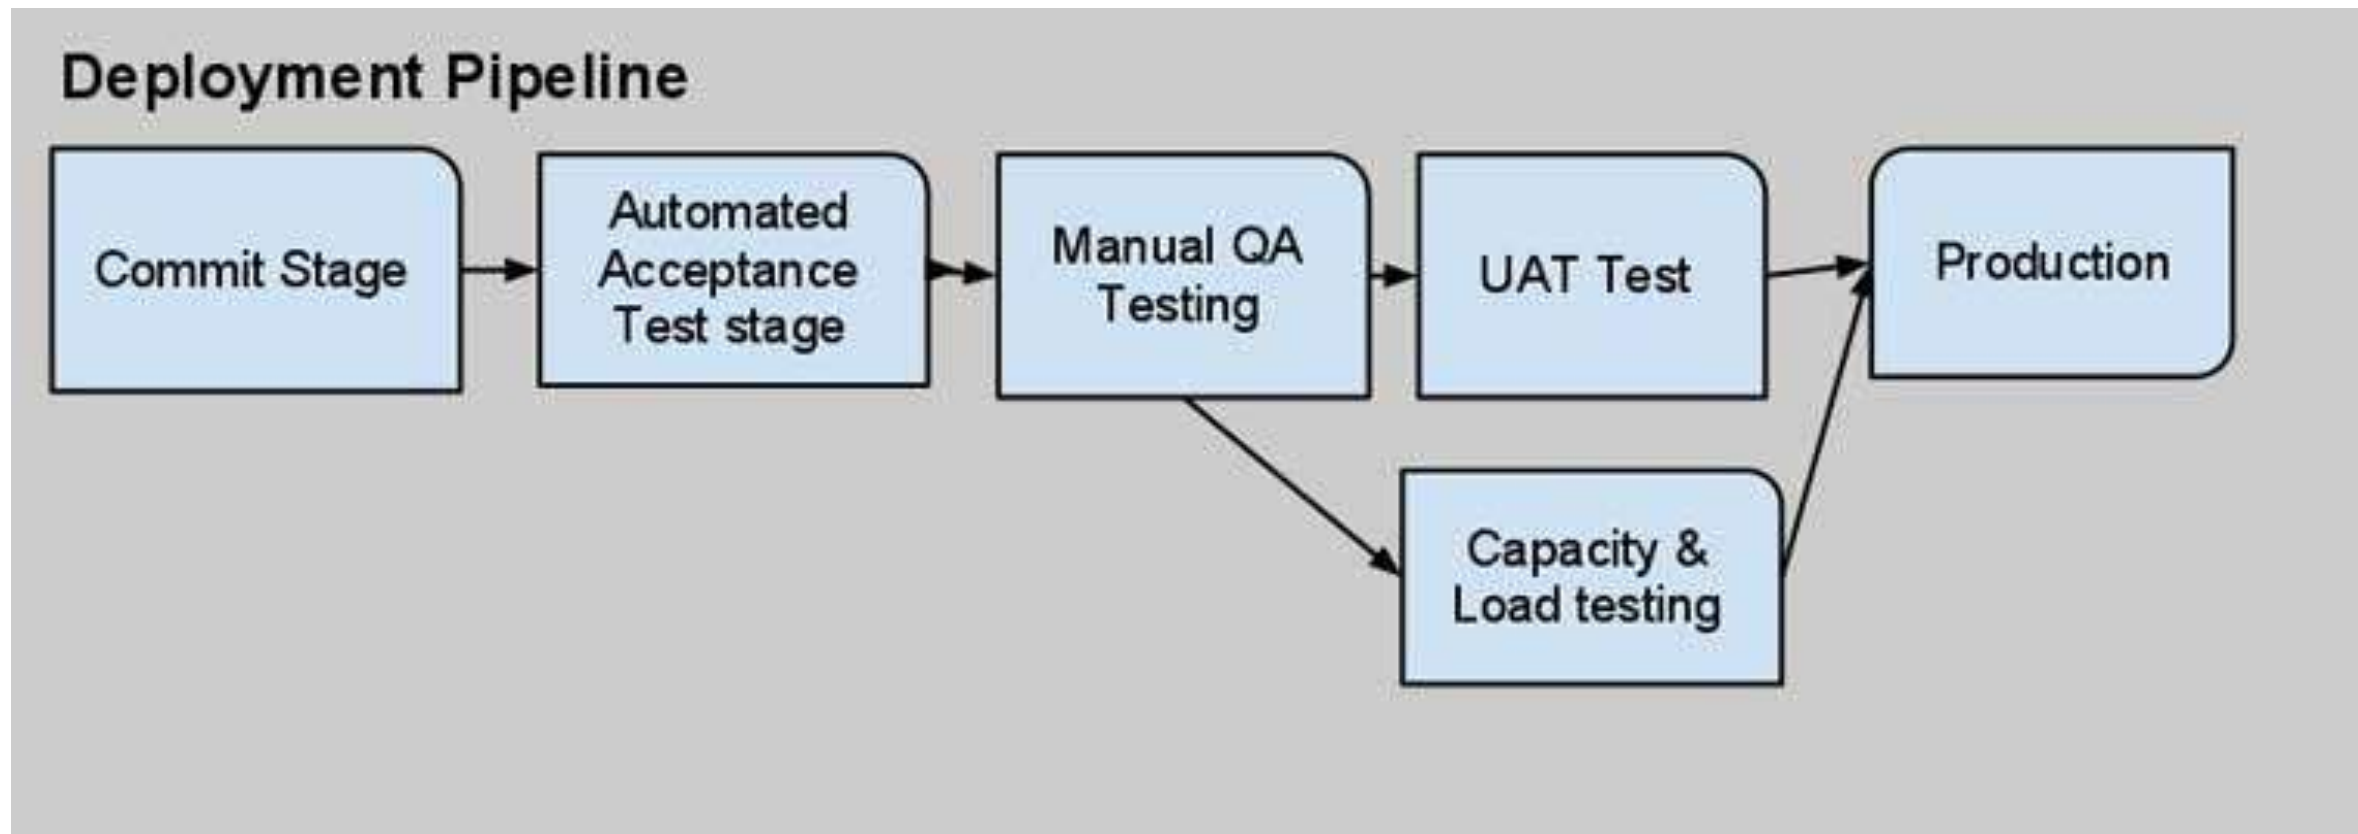 Deployment Pipeline
Commit Stage
Automated
Acceptance
Test stage
Manual QA
Testing
UAT Test
Production
Capacity &
Load testing